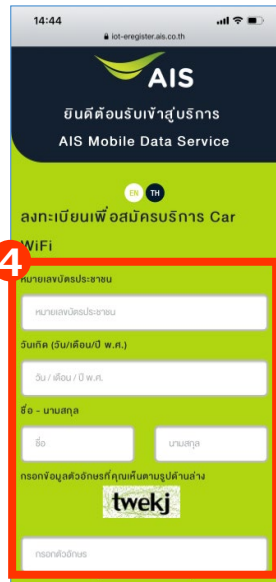 14:44
iot-eregister.ais.co.th
AIS
ยินดีต้อนรับเข้าสู่บริการ
AIS Mobile Data Service
EN TH
ลงทะเบียนเพื่อสมัครบริการ Car
WiFi
4
หมายเลขบัตรประชาชน
หมายเลขบัตรประชาชน
วันเกิด (วัน/เดือน/ปี พ.ศ.)
วัน / เดือน / ปี พ.ศ.
ชื่อ - นามสกุล
ชื่อ นามสกุล
กรอกข้อมูลตัวอักษรที่คุณเห็นตามรูปด้านล่าง
twekj
กรอกตัวอักษร